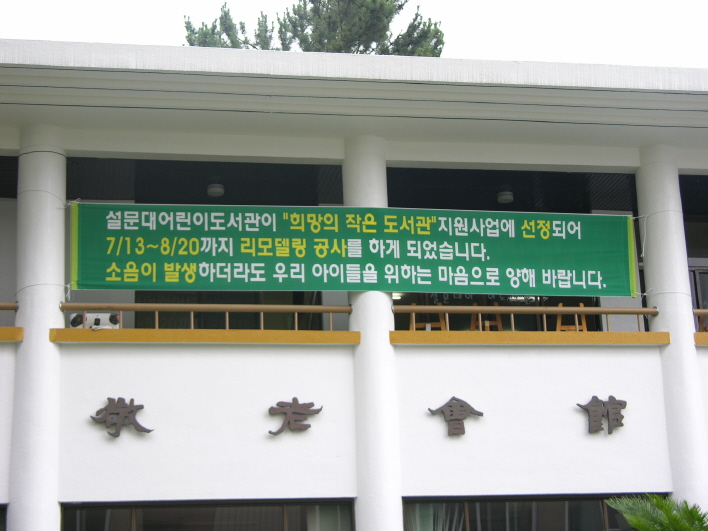 설문대어린이도서관이 "희망의 작은 도서관"지원사업에 선정되어
7/13~8/20까지 리모델링 공사를 하게 되었습니다.
소음이 발생하더라도 우리 아이들을 위하는 마음으로 양해 바랍니다.
敬老會館